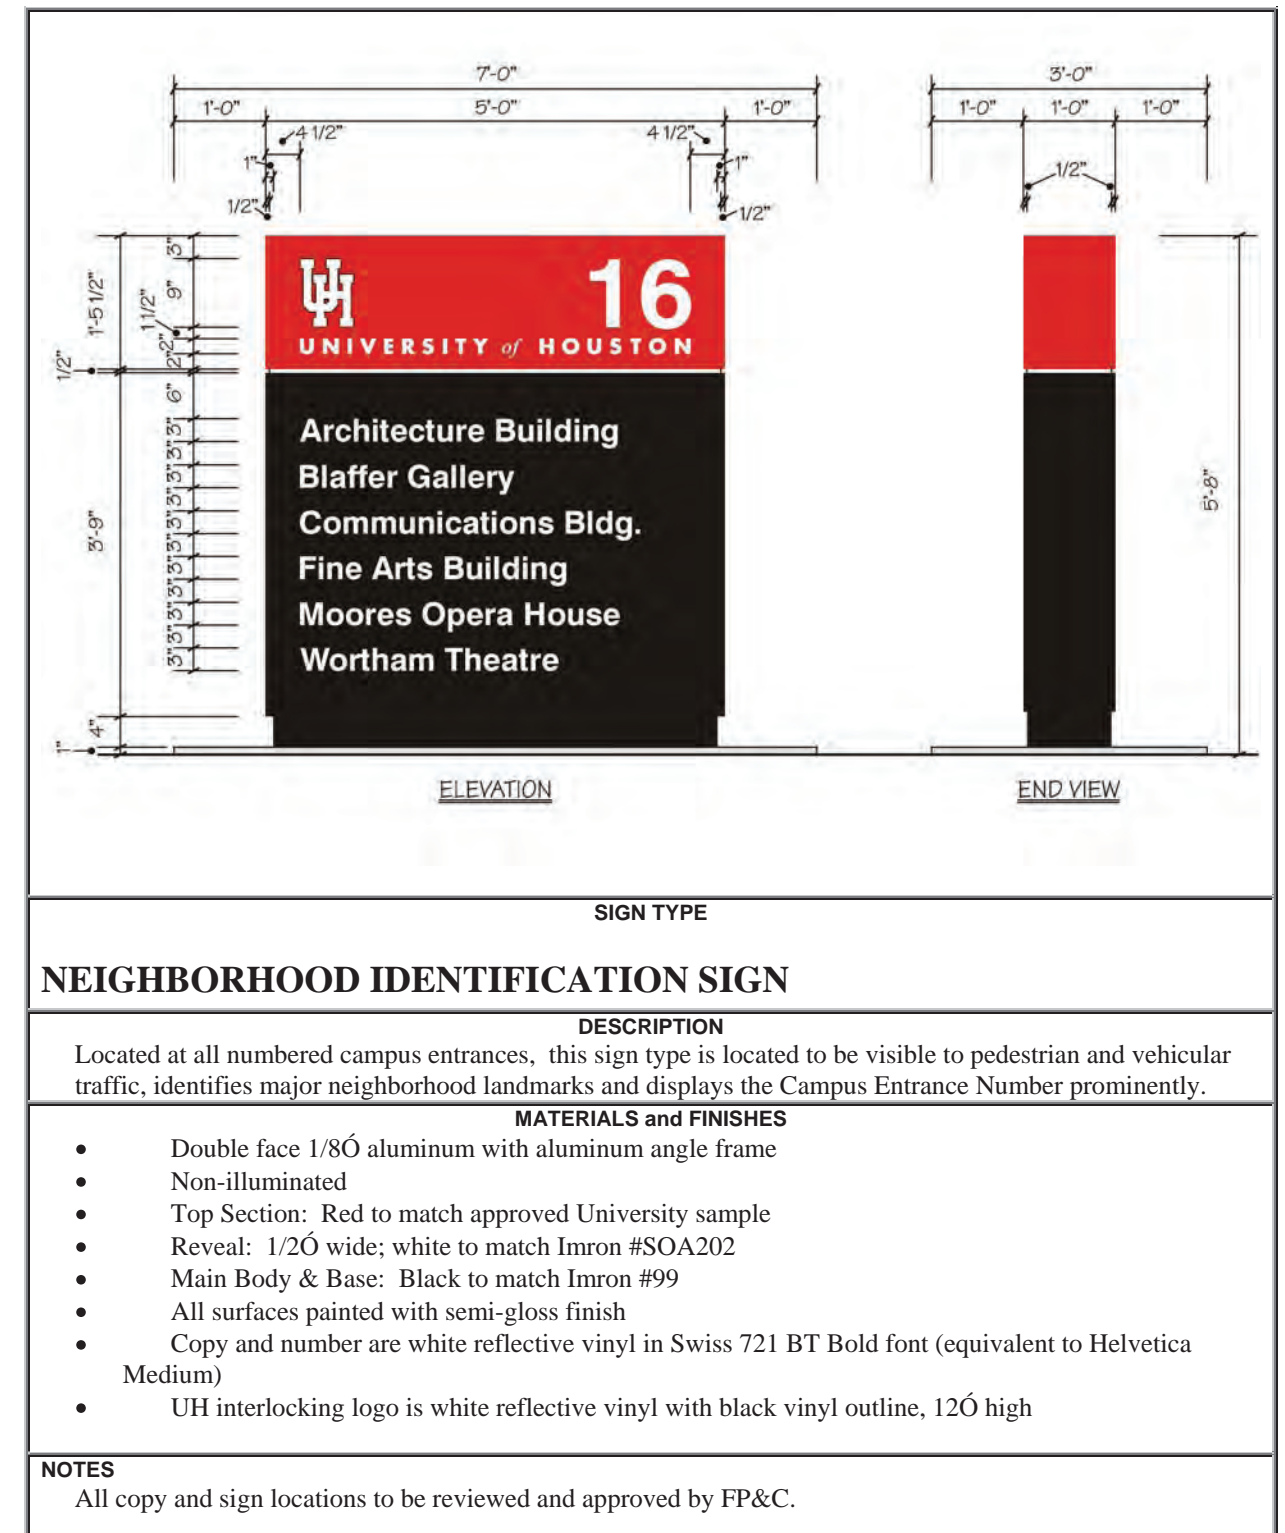 7'-0"
3'-0"
1'-0" 5'-0" 1'-0"
1'-0" 1'-0" 1'-0"
4 1/2" 4 1/2"
1" 1"
1/2"
1/2" 1/2"
3"
9"
1 1/2"
2"
2"
1'-5 1/2"
1/2"
6"
3"
3"
3"
3"
3"
3"
3"
3"
3"
3"
3"
3'-9"
4"
1"
5'-8"
UH 16
UNIVERSITY of HOUSTON
Architecture Building
Blaffer Gallery
Communications Bldg.
Fine Arts Building
Moores Opera House
Wortham Theatre
ELEVATION
END VIEW
SIGN TYPE
NEIGHBORHOOD IDENTIFICATION SIGN
DESCRIPTION
Located at all numbered campus entrances, this sign type is located to be visible to pedestrian and vehicular
traffic, identifies major neighborhood landmarks and displays the Campus Entrance Number prominently.
MATERIALS and FINISHES
• Double face 1/8Ó aluminum with aluminum angle frame
• Non-illuminated
• Top Section: Red to match approved University sample
• Reveal: 1/2Ó wide; white to match Imron #SOA202
• Main Body & Base: Black to match Imron #99
• All surfaces painted with semi-gloss finish
• Copy and number are white reflective vinyl in Swiss 721 BT Bold font (equivalent to Helvetica
Medium)
• UH interlocking logo is white reflective vinyl with black vinyl outline, 12Ó high
NOTES
All copy and sign locations to be reviewed and approved by FP&C.